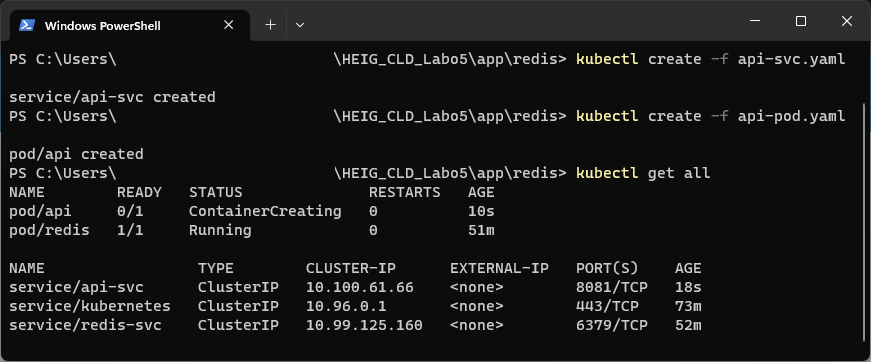 Windows PowerShell
PS C:\Users\ \HEIG_CLD_Labo5\app\redis> kubectl create -f api-svc.yaml
service/api-svc created
PS C:\Users\ \HEIG_CLD_Labo5\app\redis> kubectl create -f api-pod.yaml
pod/api created
PS C:\Users\ \HEIG_CLD_Labo5\app\redis> kubectl get all
NAME READY STATUS RESTARTS AGE
pod/api 0/1 ContainerCreating 0 10s
pod/redis 1/1 Running 0 51m
NAME TYPE CLUSTER-IP EXTERNAL-IP PORT(S) AGE
service/api-svc ClusterIP 10.100.61.66 <none> 8081/TCP 18s
service/kubernetes ClusterIP 10.96.0.1 <none> 443/TCP 73m
service/redis-svc ClusterIP 10.99.125.160 <none> 6379/TCP 52m